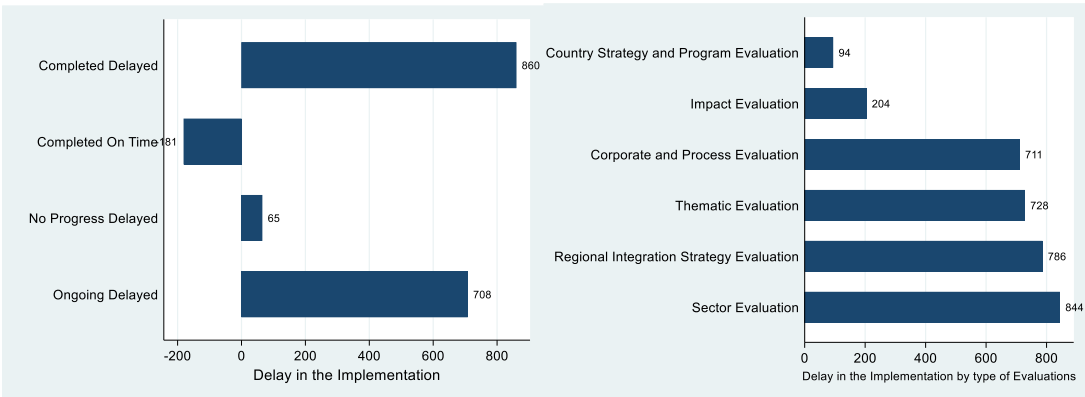 Completed Delayed
860
Completed On Time
-181
No Progress Delayed
65
Ongoing Delayed
708
-200 0 200 400 600 800
Delay in the Implementation
Country Strategy and Program Evaluation
94
Impact Evaluation
204
Corporate and Process Evaluation
711
Thematic Evaluation
728
Regional Integration Strategy Evaluation
786
Sector Evaluation
844
0 200 400 600 800
Delay in the Implementation by type of Evaluations